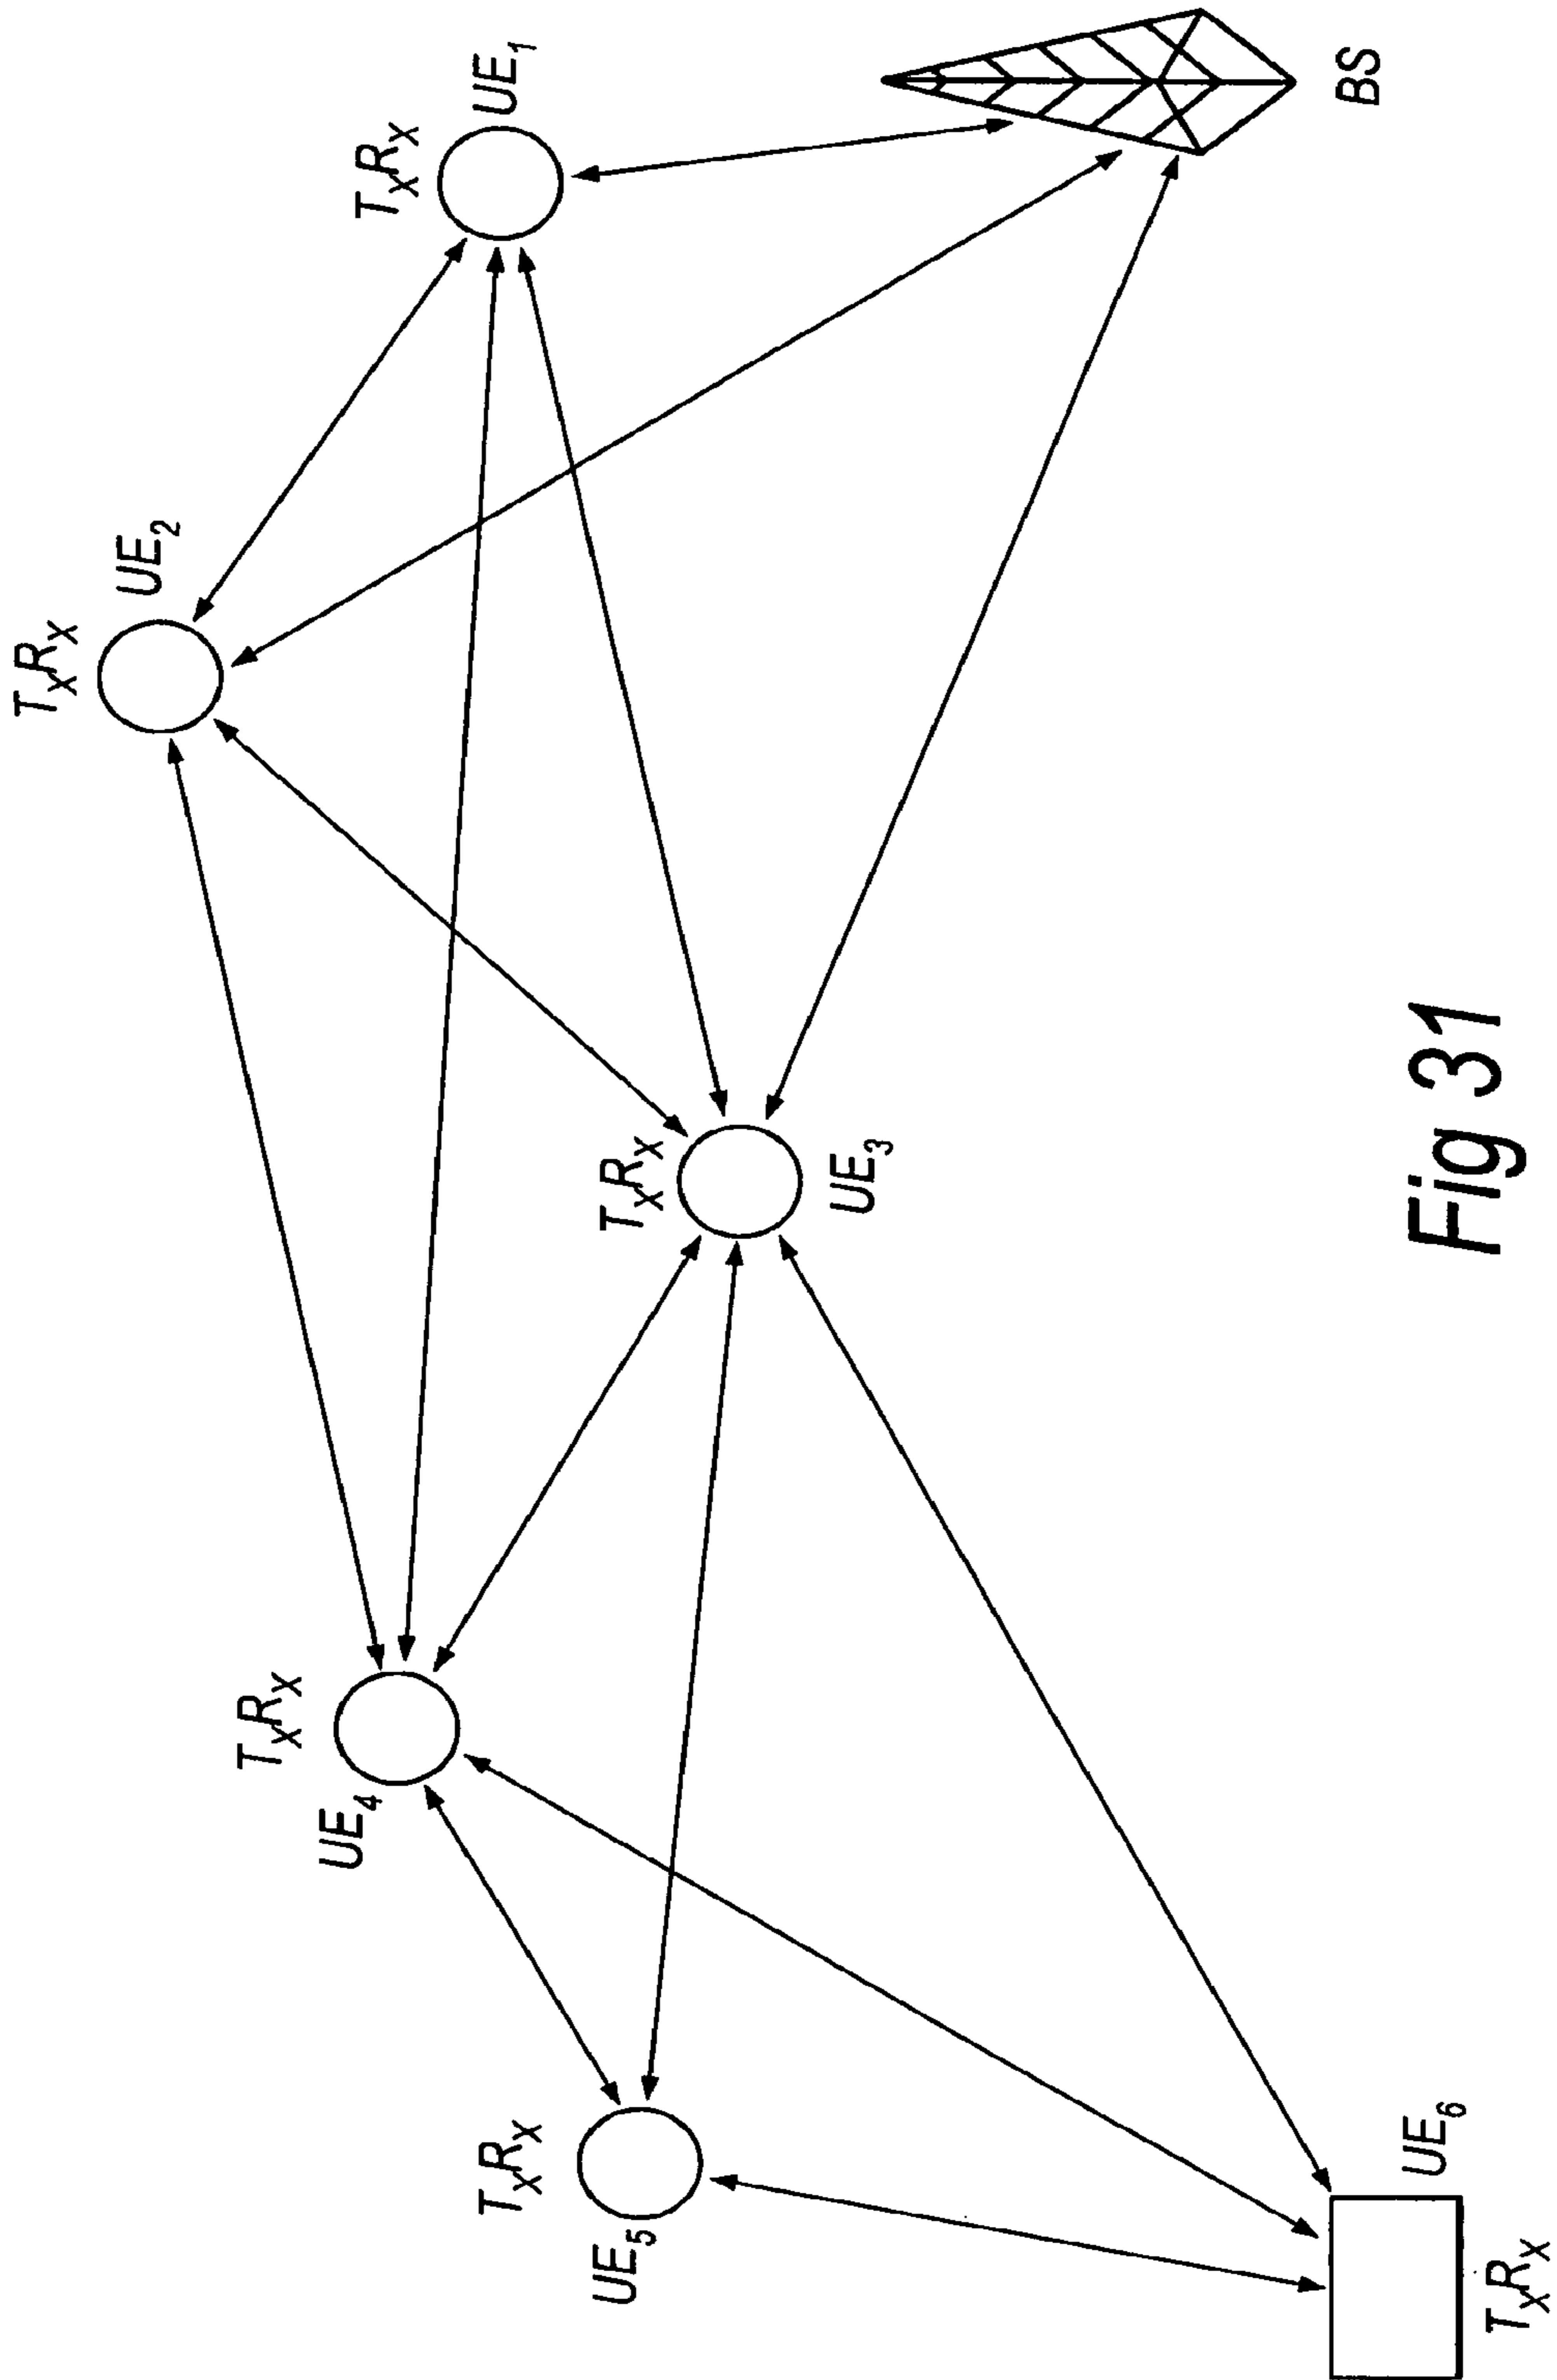 TxRx
UE5
TxRx
UE4
TxRx
UE2
TxRx
UE1
TxRx
UE3
UE6
TxRx
BS
Fig 31